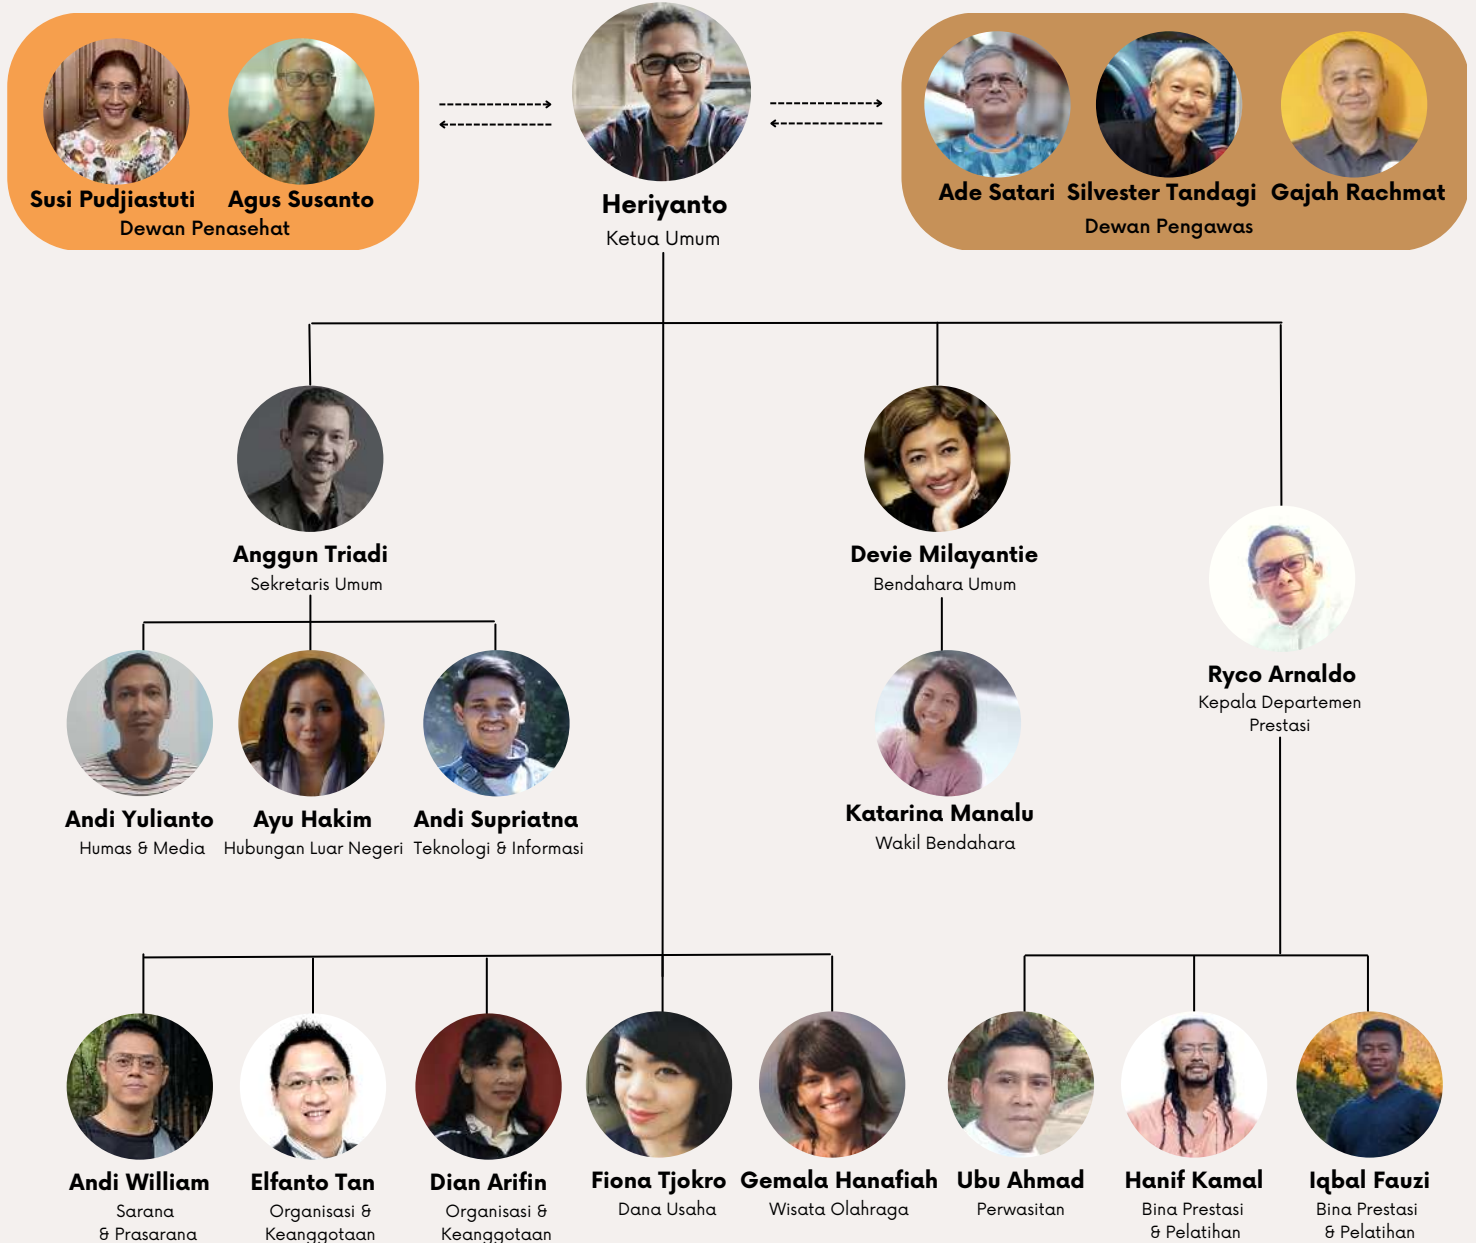 Susi Pudjiastuti
Agus Susanto
Dewan Penasehat
Heriyanto
Ketua Umum
Ade Satari
Silvester Tandagi
Gajah Rachmat
Dewan Pengawas
Anggun Triadi
Sekretaris Umum
Devie Milayantie
Bendahara Umum
Ryco Arnaldo
Kepala Departemen
Prestasi
Andi Yulianto
Humas & Media
Ayu Hakim
Hubungan Luar Negeri
Andi Supriatna
Teknologi & Informasi
Katarina Manalu
Wakil Bendahara
Andi William
Sarana
& Prasarana
Elfanto Tan
Organisasi &
Keanggotaan
Dian Arifin
Organisasi &
Keanggotaan
Fiona Tjokro
Dana Usaha
Gemala Hanafiah
Wisata Olahraga
Ubu Ahmad
Perwasitan
Hanif Kamal
Bina Prestasi
& Pelatihan
Iqbal Fauzi
Bina Prestasi
& Pelatihan